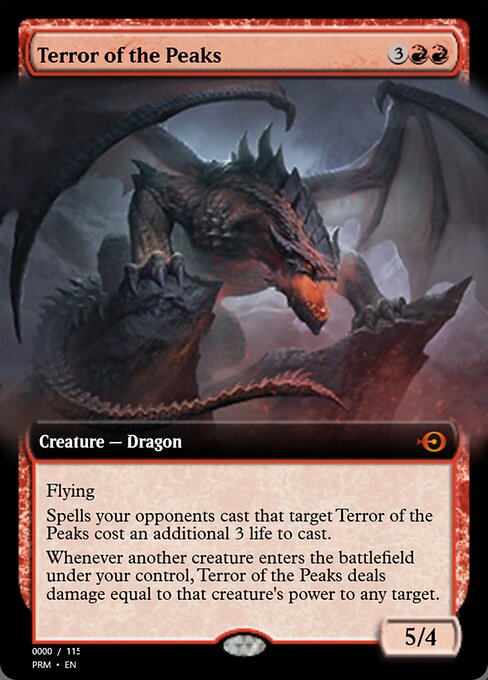 Terror of the Peaks 3
Creature — Dragon
Flying
Spells your opponents cast that target Terror of the
Peaks cost an additional 3 life to cast.
Whenever another creature enters the battlefield
under your control, Terror of the Peaks deals
damage equal to that creature's power to any target.
5/4
0000 / 115
PRM • EN